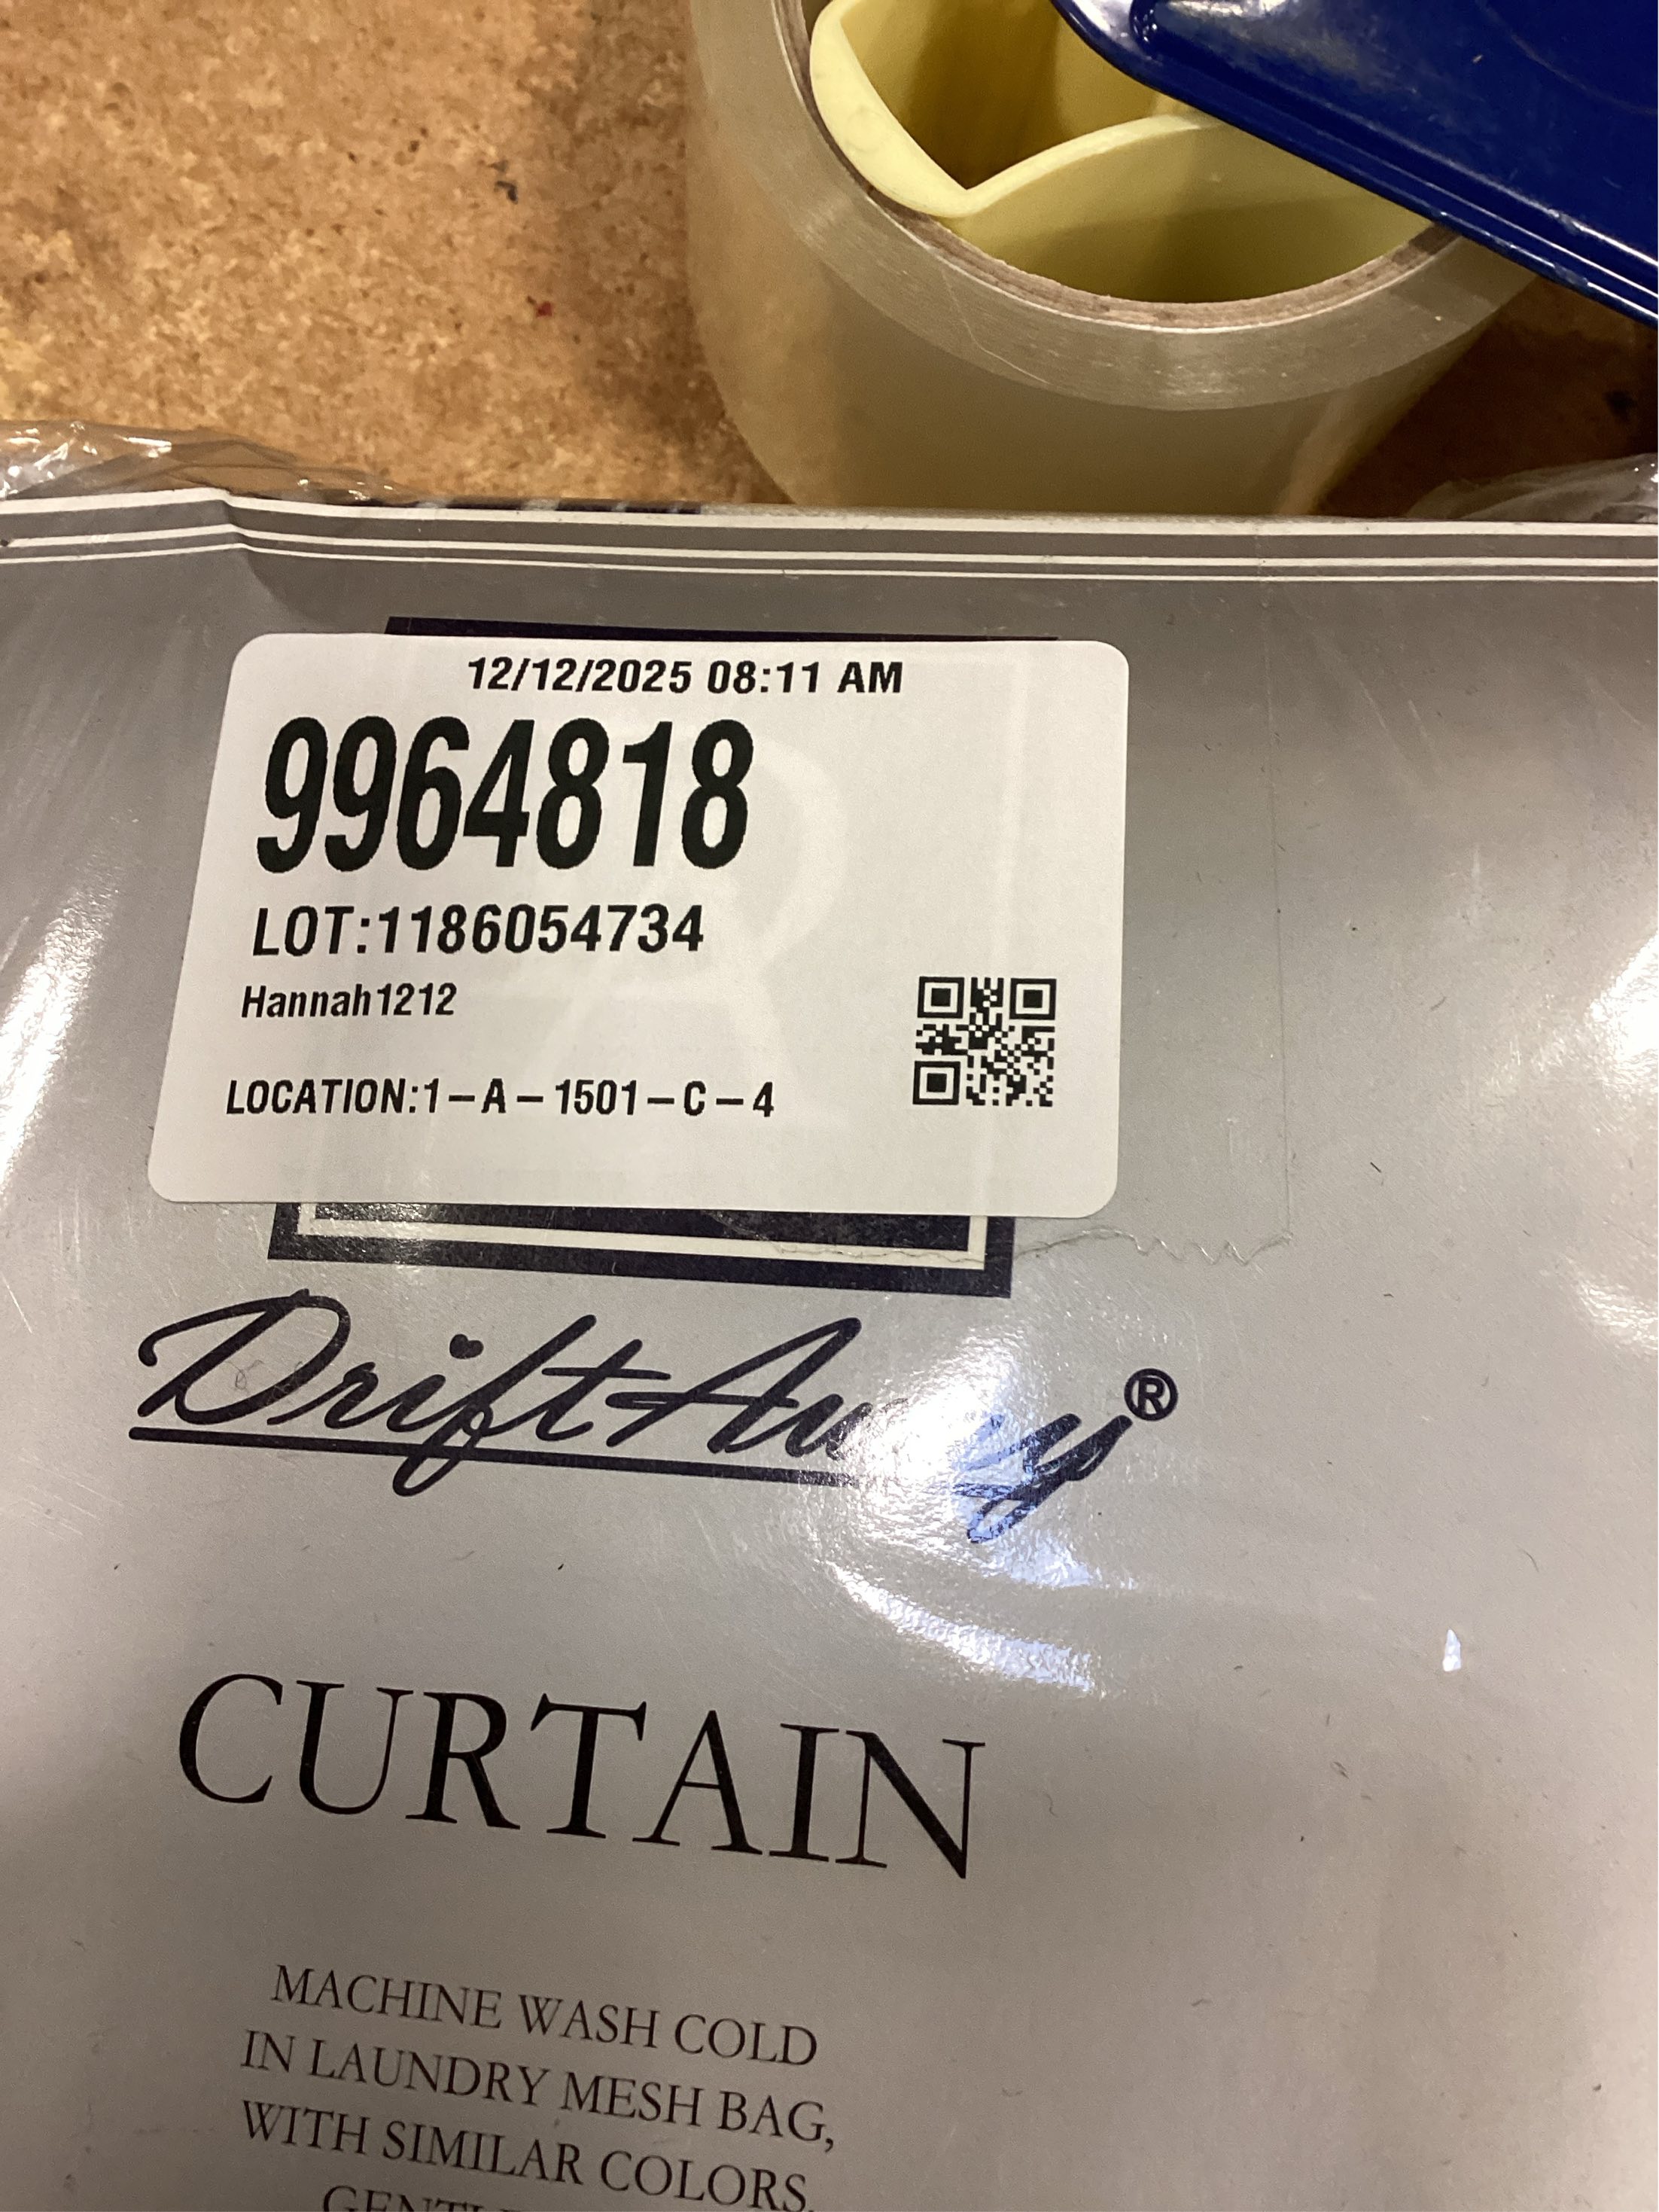 12/12/2025 08:11 AM
9964818
LOT:1186054734
Hannah1212
LOCATION:1-A-1501-C-4
DriftAway®
CURTAIN
MACHINE WASH COLD
IN LAUNDRY MESH BAG,
WITH SIMILAR COLORS.